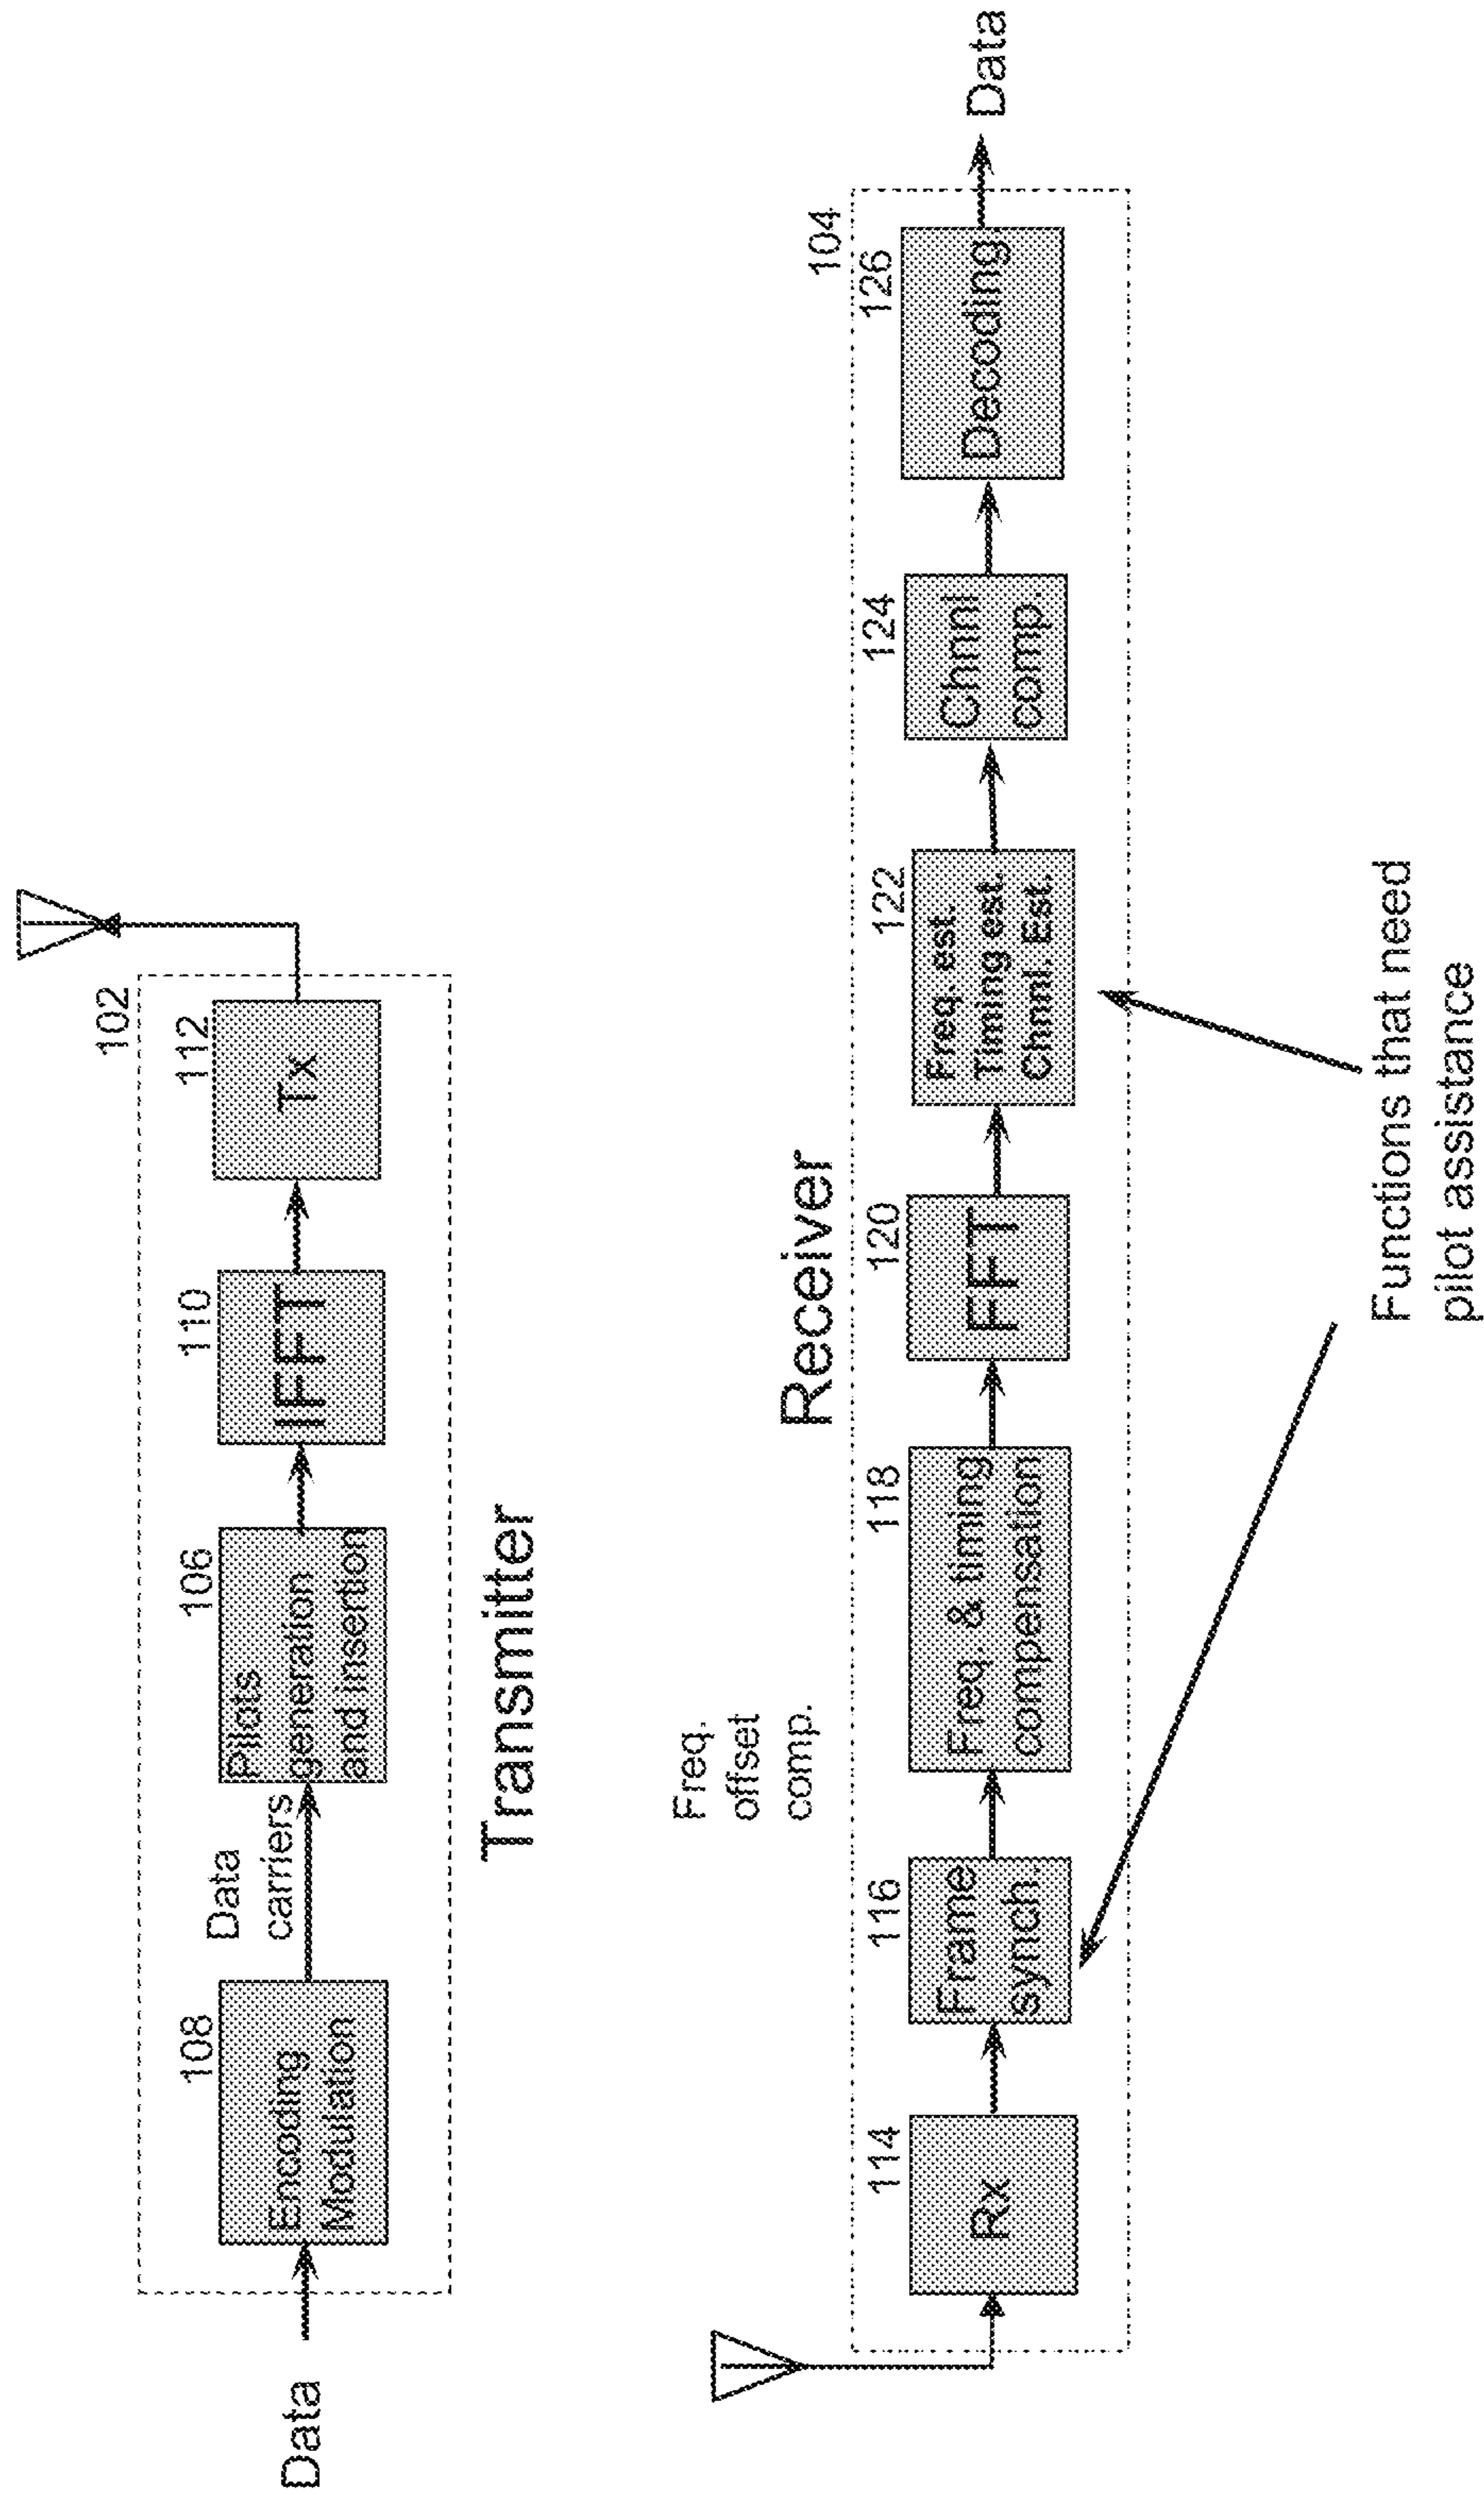 102
Data
108
Encoding
Modulation
Data
carriers
106
Pilots
generation
and insertion
110
IFFT
112
Tx
Transmitter
Receiver
Freq.
offset
comp.
104
114
Rx
116
Frame
synch.
118
Freq. & timing
compensation
120
FFT
122
Freq. est.
Timing est.
Chnnl. Est.
124
Chnnl
comp.
126
Decoding
Data
Functions that need
pilot assistance